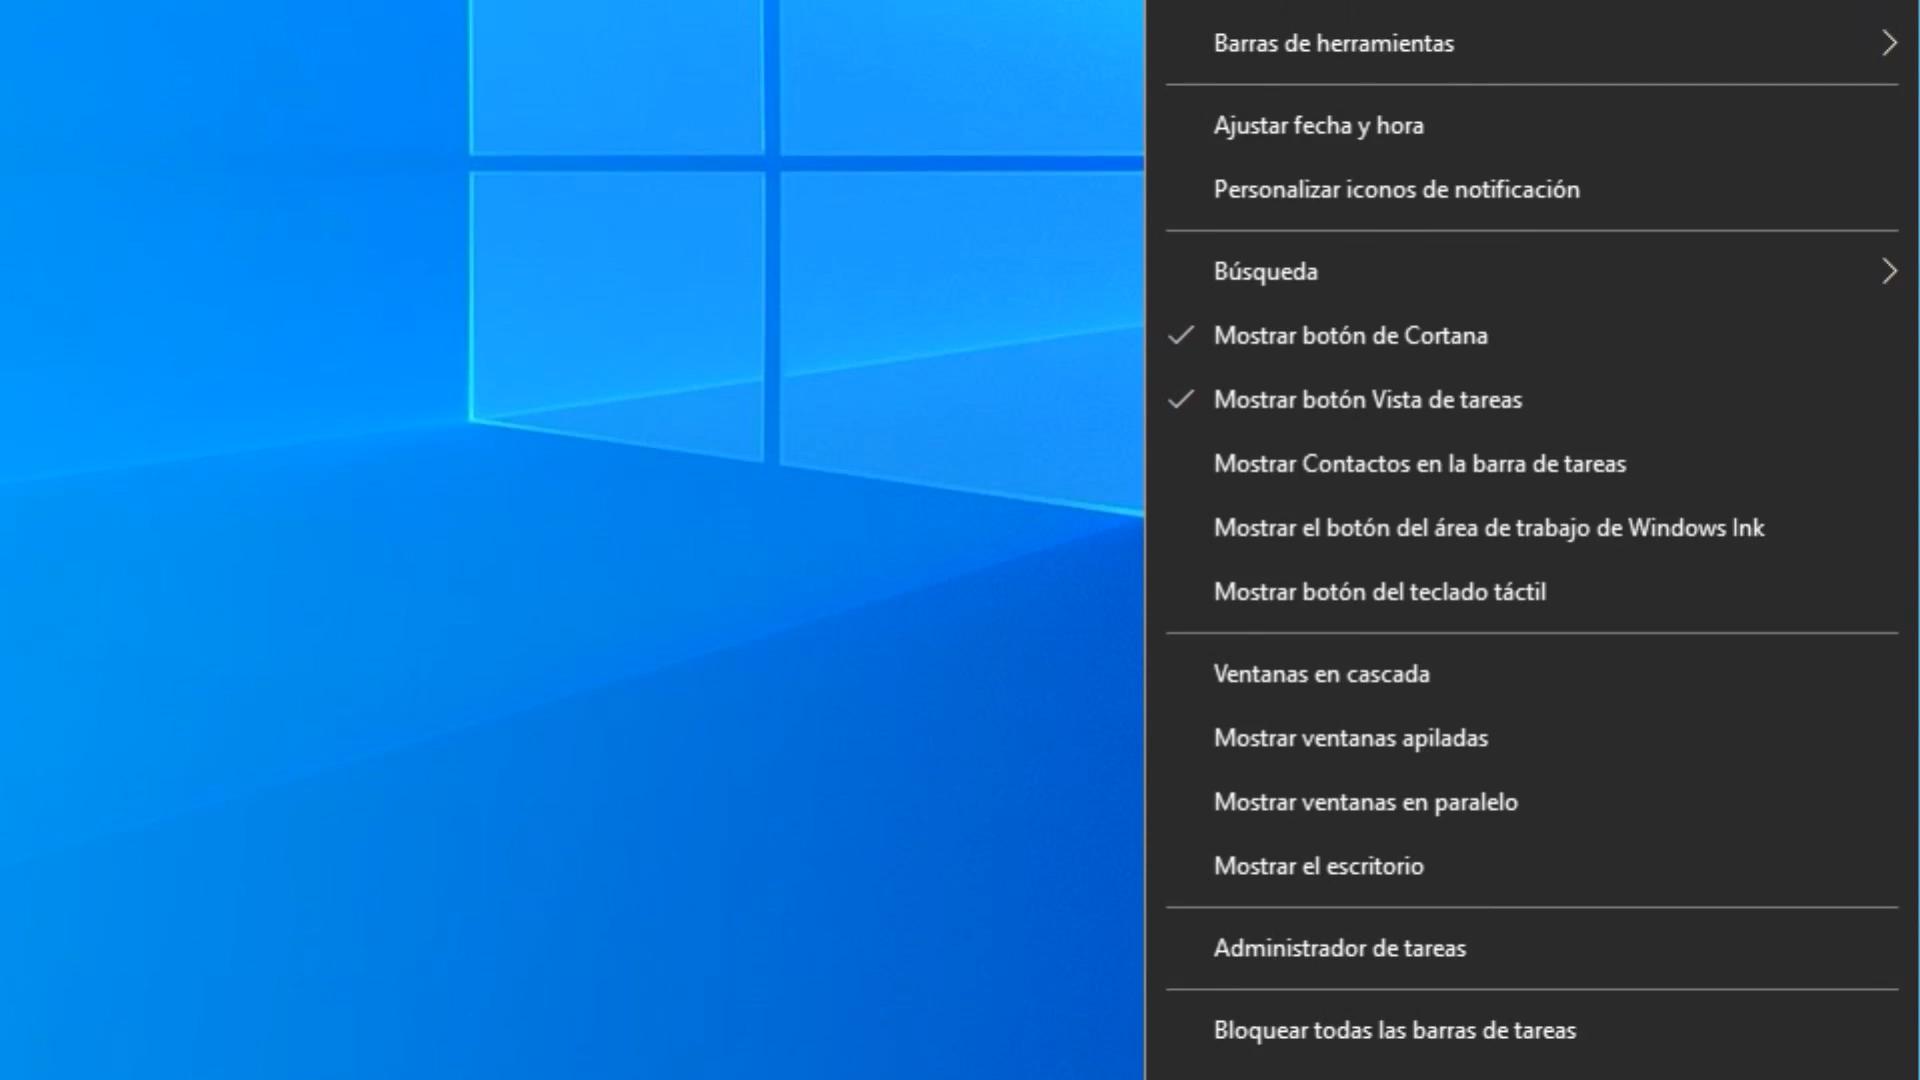 Barras de herramientas
Ajustar fecha y hora
Personalizar iconos de notificación
Búsqueda
Mostrar botón de Cortana
Mostrar botón Vista de tareas
Mostrar Contactos en la barra de tareas
Mostrar el botón del área de trabajo de Windows Ink
Mostrar botón del teclado táctil
Ventanas en cascada
Mostrar ventanas apiladas
Mostrar ventanas en paralelo
Mostrar el escritorio
Administrador de tareas
Bloquear todas las barras de tareas